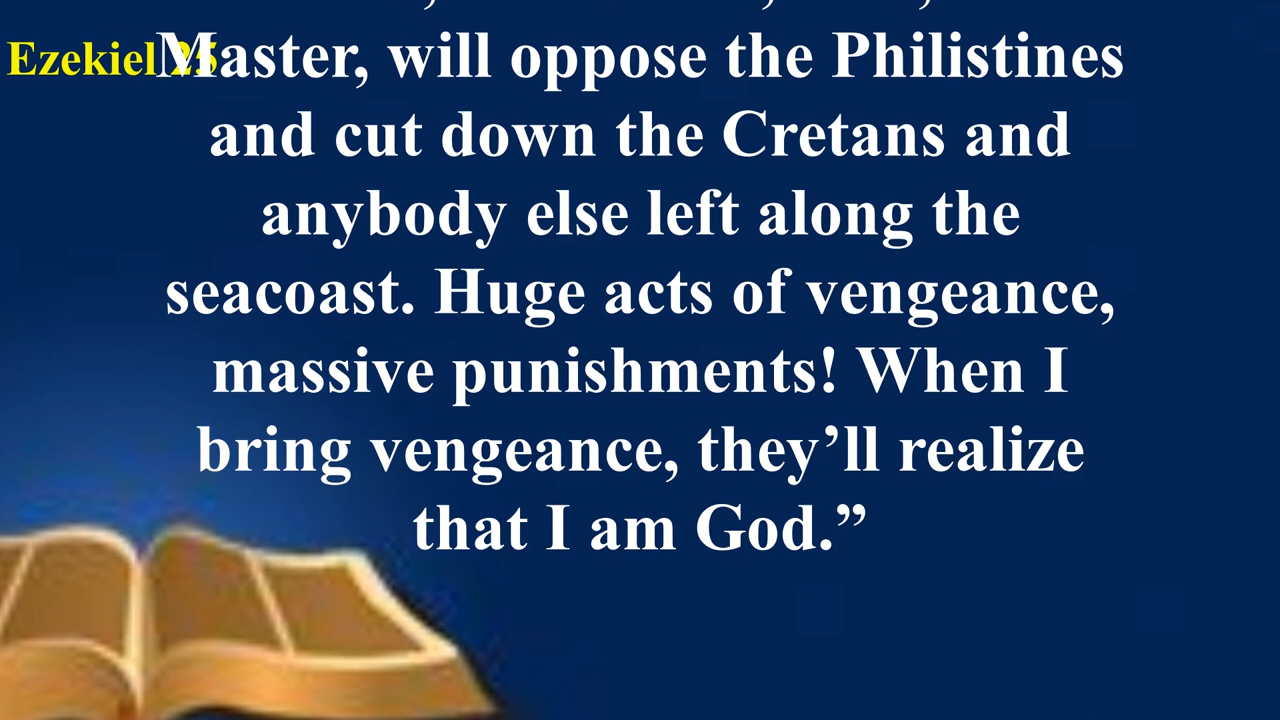 Ezekiel 25
Master, will oppose the Philistines
and cut down the Cretans and
anybody else left along the
seacoast. Huge acts of vengeance,
massive punishments! When I
bring vengeance, they’ll realize
that I am God.”